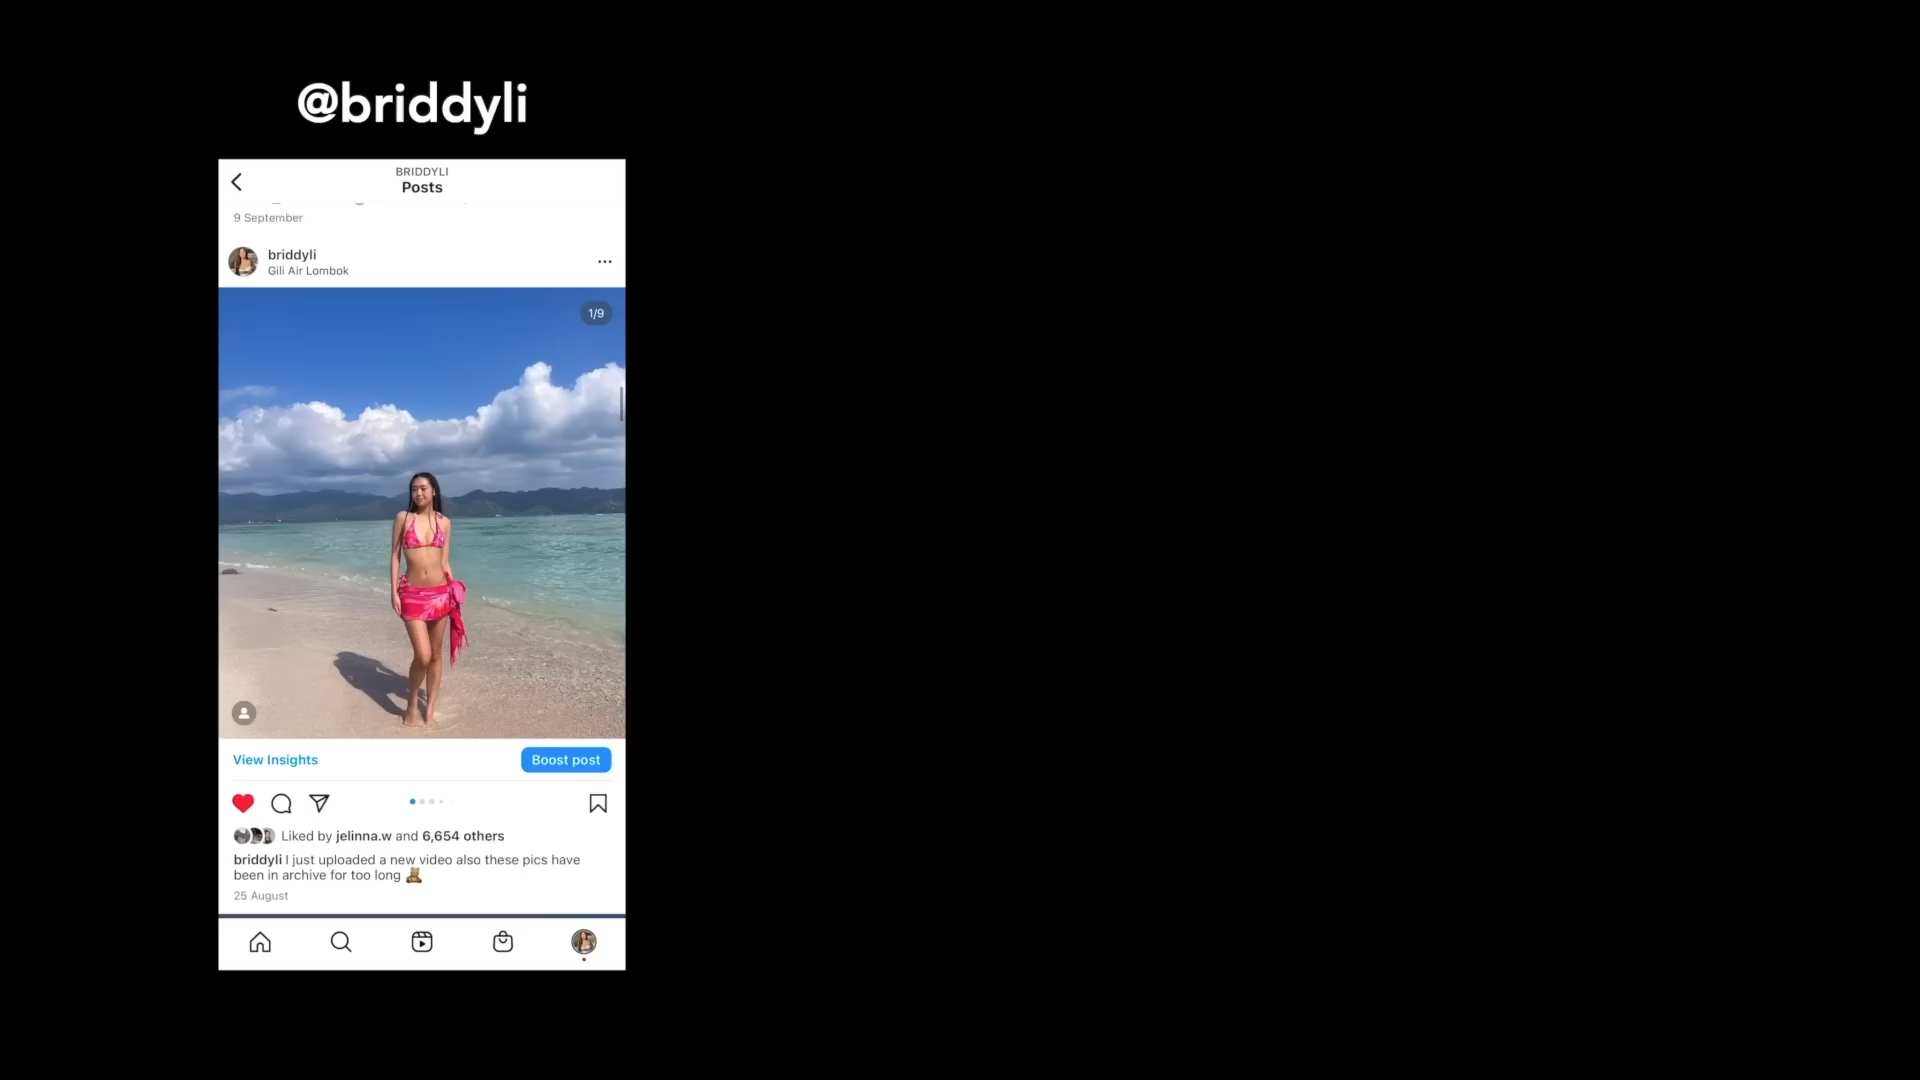 @briddyli
BRIDDYLI
Posts
9 September
briddyli
Gili Air Lombok
1/9
View Insights
Boost post
Liked by jelinna.w and 6,654 others
briddyli I just uploaded a new video also these pics have
been in archive for too long
25 August